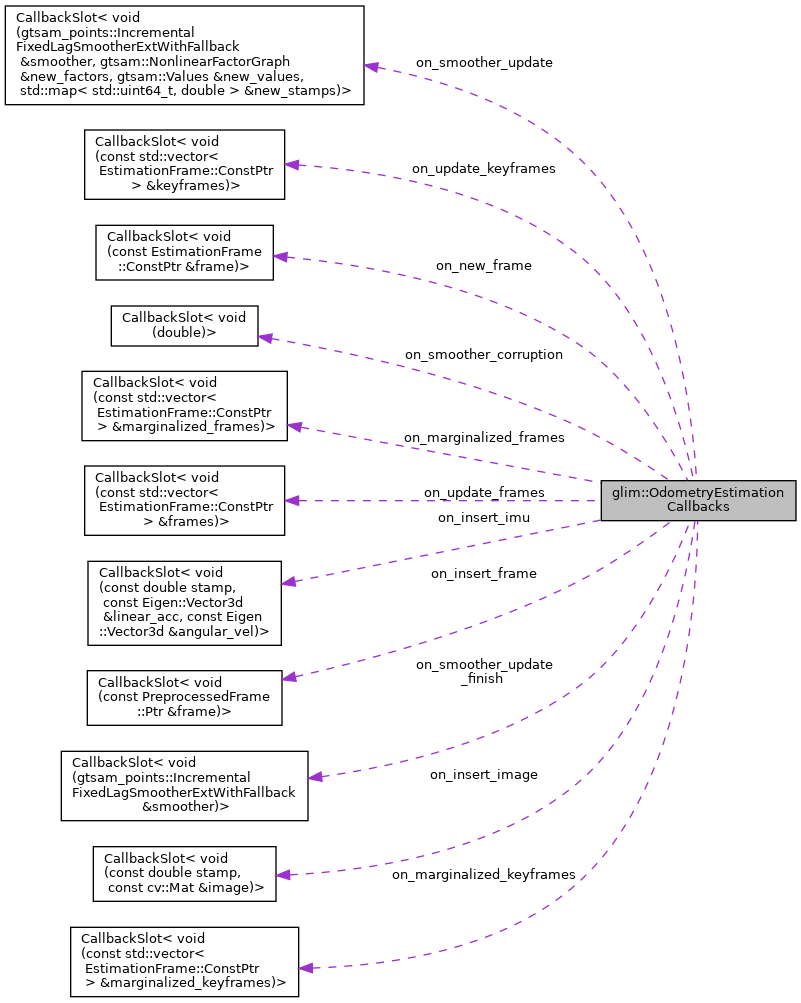 CallbackSlot< void
(gtsam_points::Incremental
FixedLagSmootherExtWithFallback
&smoother, gtsam::NonlinearFactorGraph
&new_factors, gtsam::Values &new_values,
std::map< std::uint64_t, double > &new_stamps)>
on_smoother_update
CallbackSlot< void
(const std::vector<
EstimationFrame::ConstPtr
> &keyframes)>
on_update_keyframes
CallbackSlot< void
(const EstimationFrame
::ConstPtr &frame)>
on_new_frame
CallbackSlot< void
(double)>
on_smoother_corruption
CallbackSlot< void
(const std::vector<
EstimationFrame::ConstPtr
> &marginalized_frames)>
on_marginalized_frames
CallbackSlot< void
(const std::vector<
EstimationFrame::ConstPtr
> &frames)>
on_update_frames
glim::OdometryEstimation
Callbacks
on_insert_imu
CallbackSlot< void
(const double stamp,
const Eigen::Vector3d
&linear_acc, const Eigen
::Vector3d &angular_vel)>
on_insert_frame
CallbackSlot< void
(const PreprocessedFrame
::Ptr &frame)>
on_smoother_update
_finish
CallbackSlot< void
(gtsam_points::Incremental
FixedLagSmootherExtWithFallback
&smoother)>
on_insert_image
CallbackSlot< void
(const double stamp,
const cv::Mat &image)>
on_marginalized_keyframes
CallbackSlot< void
(const std::vector<
EstimationFrame::ConstPtr
> &marginalized_keyframes)>